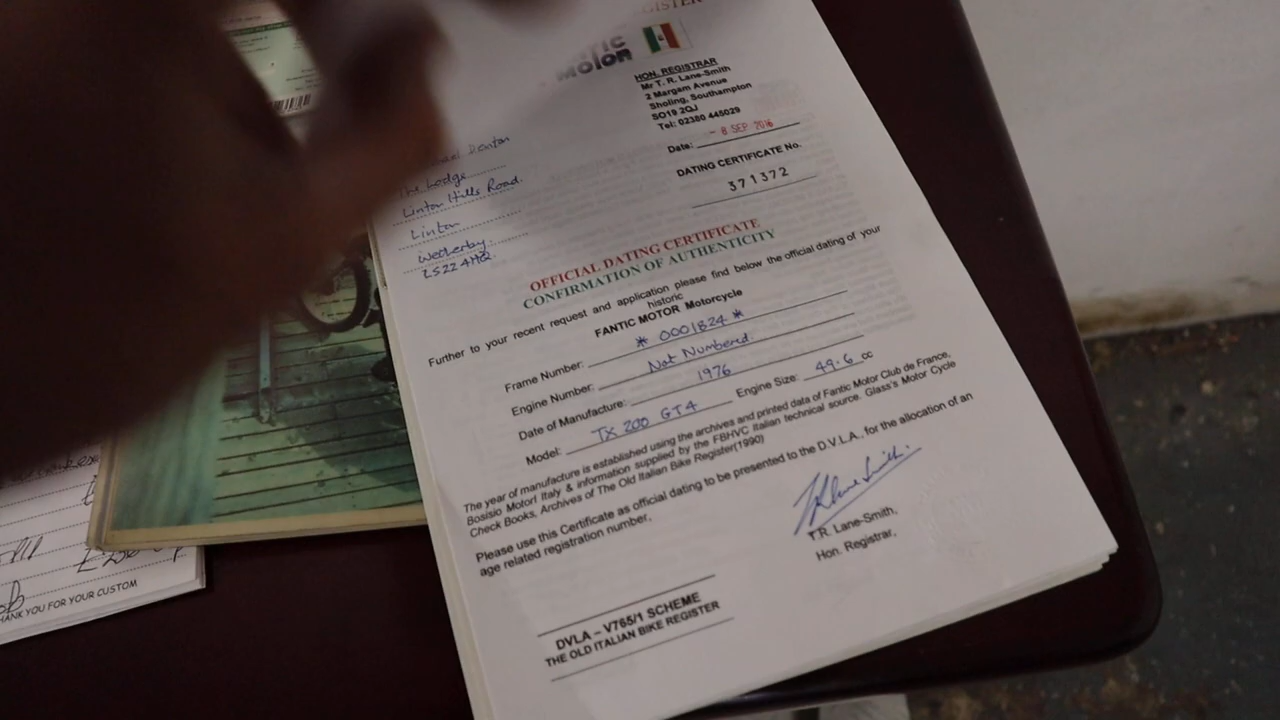 MOTOR
HON. REGISTRAR
Mr T. R. Lane-Smith
2 Margam Avenue
Sholing, Southampton
SO19 2QJ
Tel: 02380 445029
Date: - 8 SEP 2016
DATING CERTIFICATE No.
371372
Lodge
Linton Hills Road.
Linton
Wetherby
LS22 4HQ.
OFFICIAL DATING CERTIFICATE
CONFIRMATION OF AUTHENTICITY
Further to your recent request and application please find below the official dating of your
historic
FANTIC MOTOR Motorcycle
Frame Number: * 0001824 *
Engine Number: Not Numbered.
Date of Manufacture: 1976 Engine Size: 49.6 cc
Model: TX 200 GT4
The year of manufacture is established using the archives and printed data of Fantic Motor Club de France,
Bosisio Motori Italy & information supplied by the FBHVC Italian technical source. Glass's Motor Cycle
Check Books, Archives of The Old Italian Bike Register(1990)
Please use this Certificate as official dating to be presented to the D.V.L.A., for the allocation of an
age related registration number,
T.R. Lane-Smith,
Hon. Registrar,
DVLA – V765/1 SCHEME
THE OLD ITALIAN BIKE REGISTER
THANK YOU FOR YOUR CUSTOM